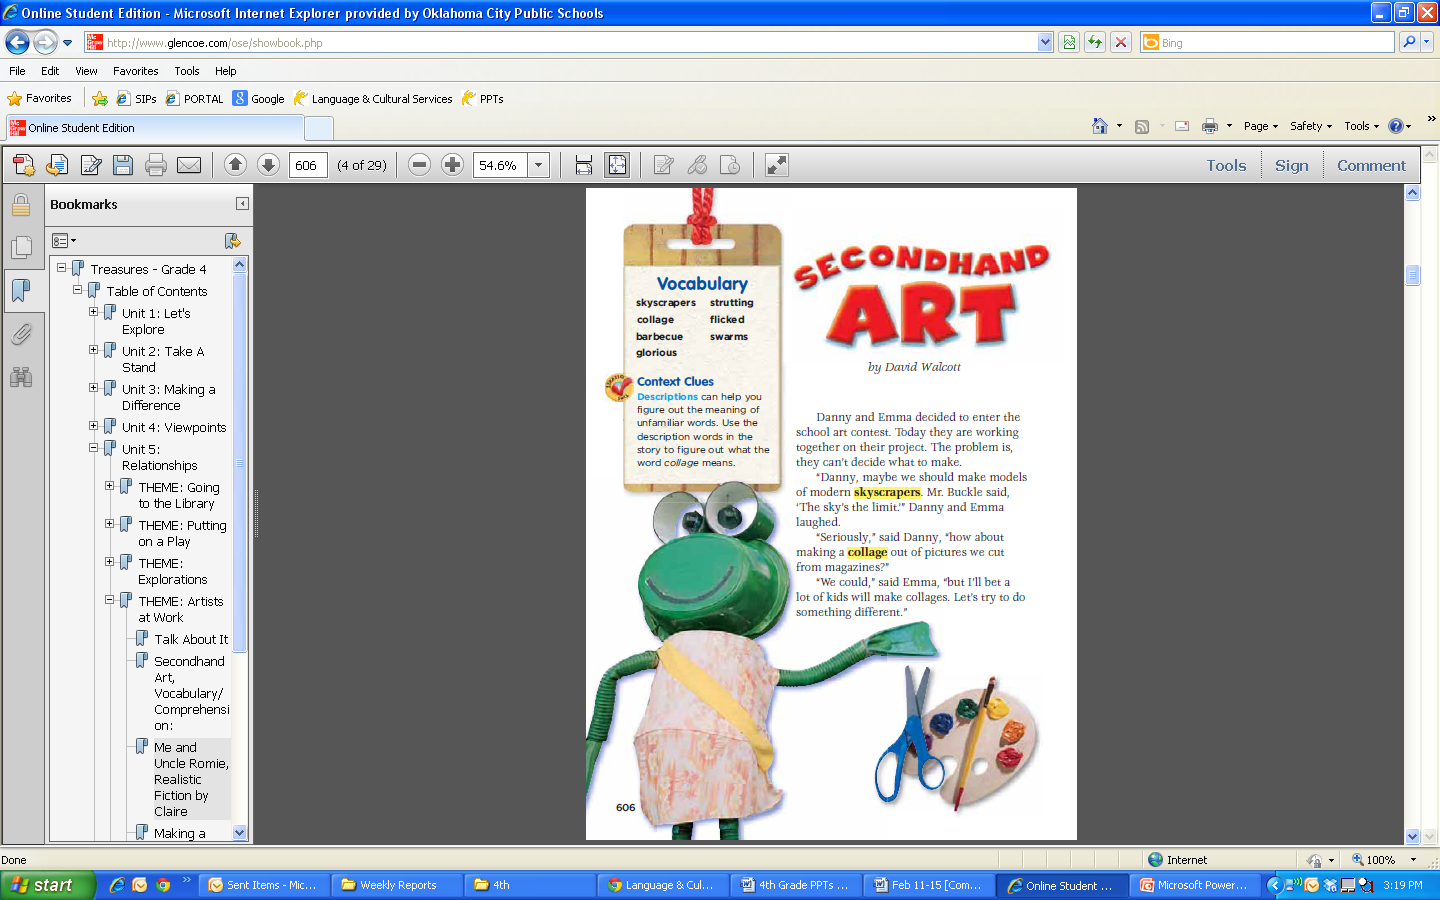 Online Student Edition - Microsoft Internet Explorer provided by Oklahoma City Public Schools
http://www.glencoe.com/ose/showbook.php
Bing
File Edit View Favorites Tools Help
Favorites SIPs PORTAL Google Language & Cultural Services PPTs
Online Student Edition
Page Safety Tools
606 (4 of 29) 54.6% Tools Sign Comment
Bookmarks
Treasures - Grade 4
Table of Contents
Unit 1: Let's
Explore
Unit 2: Take A
Stand
Unit 3: Making a
Difference
Unit 4: Viewpoints
Unit 5:
Relationships
THEME: Going
to the Library
THEME: Putting
on a Play
THEME:
Explorations
THEME: Artists
at Work
Talk About It
Secondhand
Art,
Vocabulary/
Comprehensi
on:
Me and
Uncle Romie,
Realistic
Fiction by
Claire
Making a
Vocabulary
skyscrapers strutting
collage flicked
barbecue swarms
glorious
Context Clues
Descriptions can help you
figure out the meaning of
unfamiliar words. Use the
description words in the
story to figure out what the
word collage means.
SECONDHAND
ART
by David Walcott
Danny and Emma decided to enter the
school art contest. Today they are working
together on their project. The problem is,
they can't decide what to make.
"Danny, maybe we should make models
of modern skyscrapers. Mr. Buckle said,
'The sky's the limit.'" Danny and Emma
laughed.
"Seriously," said Danny, "how about
making a collage out of pictures we cut
from magazines?"
"We could," said Emma, "but I'll bet a
lot of kids will make collages. Let's try to do
something different."
606
Done Internet 100%
start Sent Items - Mic... Weekly Reports 4th Language & Cul... 4th Grade PPTs ... Feb 11-15 [Com... Online Student ... Microsoft Power... 3:19 PM